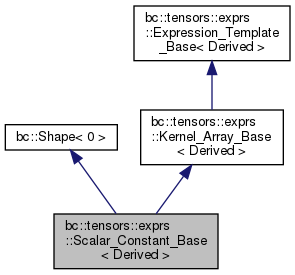 bc::tensors::exprs
::Expression_Template
_Base< Derived >
bc::Shape< 0 >
bc::tensors::exprs
::Kernel_Array_Base
< Derived >
bc::tensors::exprs
::Scalar_Constant_Base
< Derived >